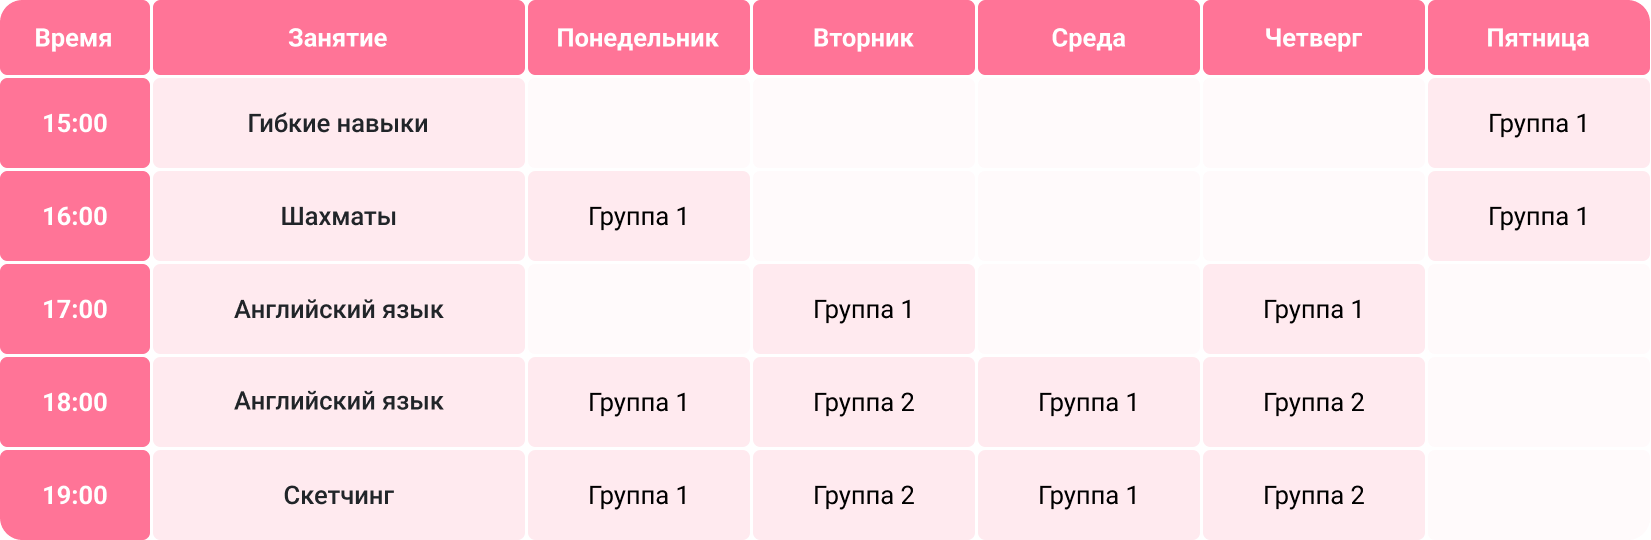 Время Занятие Понедельник Вторник Среда Четверг Пятница
15:00 Гибкие навыки Группа 1
16:00 Шахматы Группа 1 Группа 1
17:00 Английский язык Группа 1 Группа 1
18:00 Английский язык Группа 1 Группа 2 Группа 1 Группа 2
19:00 Скетчинг Группа 1 Группа 2 Группа 1 Группа 2